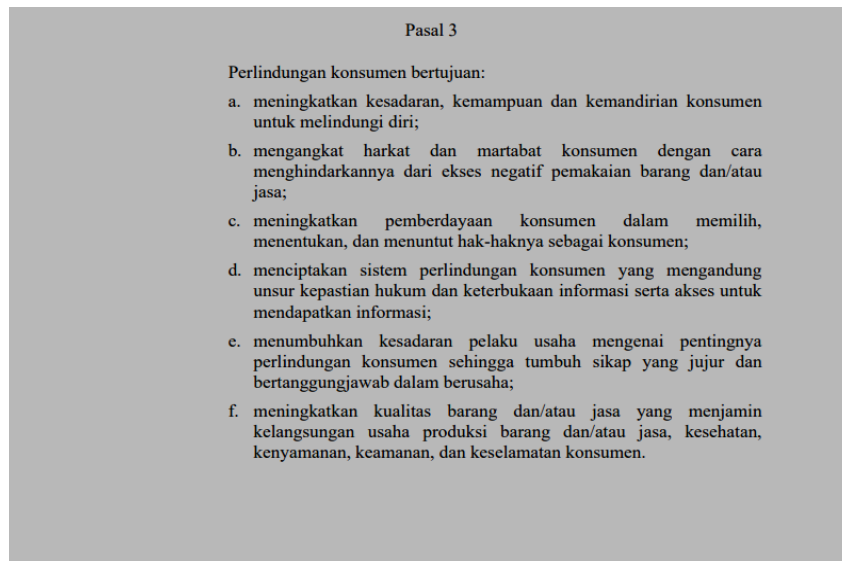 Pasal 3
Perlindungan konsumen bertujuan:
a. meningkatkan kesadaran, kemampuan dan kemandirian konsumen
untuk melindungi diri;
b. mengangkat harkat dan martabat konsumen dengan cara
menghindarkannya dari ekses negatif pemakaian barang dan/atau
jasa;
c. meningkatkan pemberdayaan konsumen dalam memilih,
menentukan, dan menuntut hak-haknya sebagai konsumen;
d. menciptakan sistem perlindungan konsumen yang mengandung
unsur kepastian hukum dan keterbukaan informasi serta akses untuk
mendapatkan informasi;
e. menumbuhkan kesadaran pelaku usaha mengenai pentingnya
perlindungan konsumen sehingga tumbuh sikap yang jujur dan
bertanggungjawab dalam berusaha;
f. meningkatkan kualitas barang dan/atau jasa yang menjamin
kelangsungan usaha produksi barang dan/atau jasa, kesehatan,
kenyamanan, keamanan, dan keselamatan konsumen.